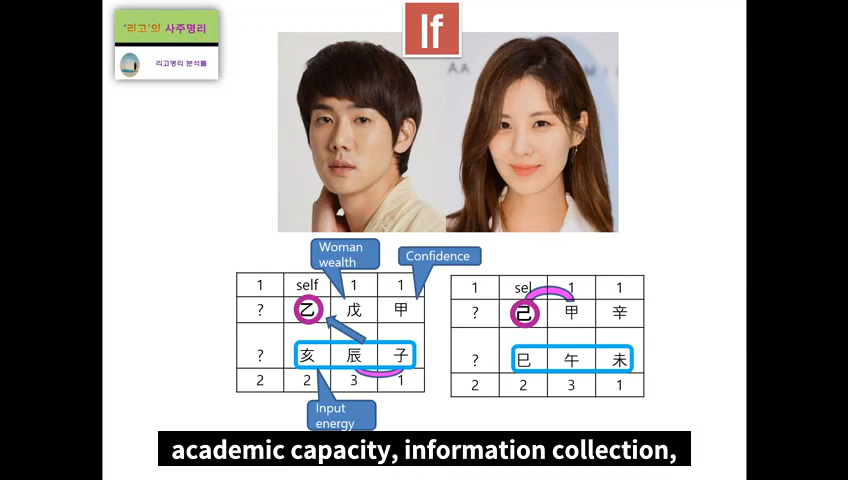 '리고'의 사주명리
리고명리 분석틀
If
AA
Woman
wealth
Confidence
1 self 1 1
? 乙 戊 甲
? 亥 辰 子
2 2 3 1
Input
energy
1 sel 1 1
? 己 甲 辛
? 巳 午 未
2 2 3 1
academic capacity, information collection,